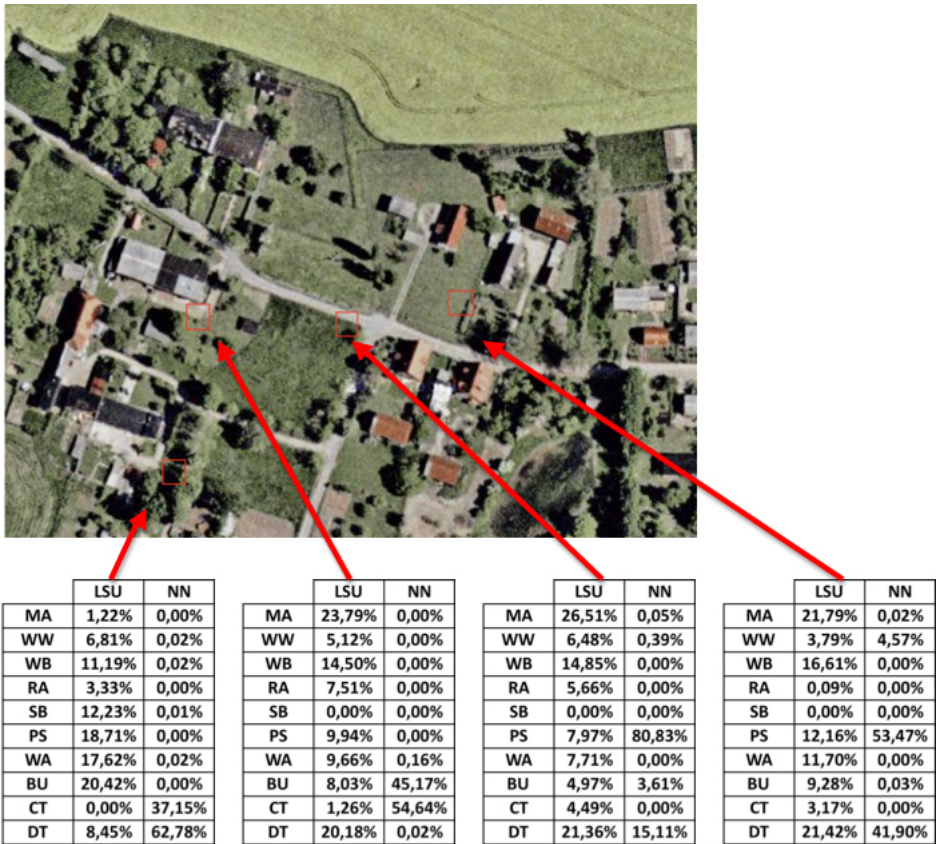 LSU NN LSU NN LSU NN LSU NN
MA 1,22% 0,00% MA 23,79% 0,00% MA 26,51% 0,05% MA 21,79% 0,02%
WW 6,81% 0,02% WW 5,12% 0,00% WW 6,48% 0,39% WW 3,79% 4,57%
WB 11,19% 0,02% WB 14,50% 0,00% WB 14,85% 0,00% WB 16,61% 0,00%
RA 3,33% 0,00% RA 7,51% 0,00% RA 5,66% 0,00% RA 0,09% 0,00%
SB 12,23% 0,01% SB 0,00% 0,00% SB 0,00% 0,00% SB 0,00% 0,00%
PS 18,71% 0,00% PS 9,94% 0,00% PS 7,97% 80,83% PS 12,16% 53,47%
WA 17,62% 0,02% WA 9,66% 0,16% WA 7,71% 0,00% WA 11,70% 0,00%
BU 20,42% 0,00% BU 8,03% 45,17% BU 4,97% 3,61% BU 9,28% 0,03%
CT 0,00% 37,15% CT 1,26% 54,64% CT 4,49% 0,00% CT 3,17% 0,00%
DT 8,45% 62,78% DT 20,18% 0,02% DT 21,36% 15,11% DT 21,42% 41,90%